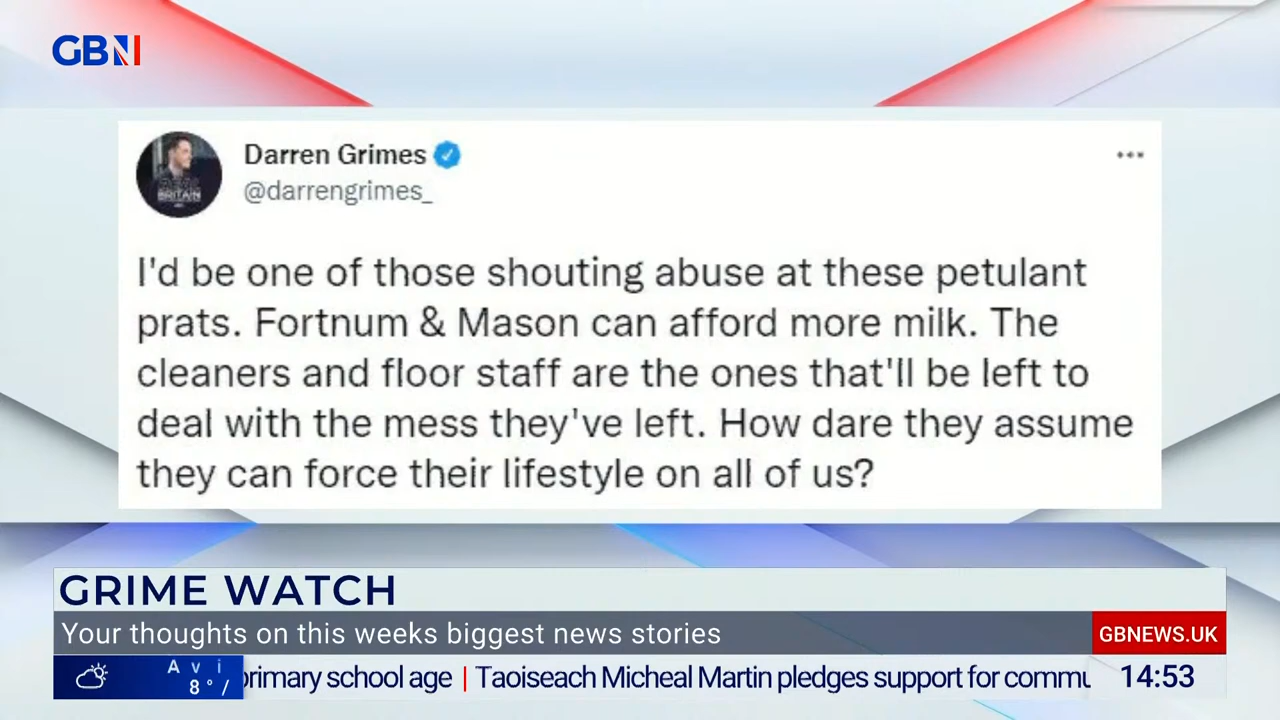 GBN
Darren Grimes
@darrengrimes_
I'd be one of those shouting abuse at these petulant
prats. Fortnum & Mason can afford more milk. The
cleaners and floor staff are the ones that'll be left to
deal with the mess they've left. How dare they assume
they can force their lifestyle on all of us?
BRITAIN
GRIME WATCH
Your thoughts on this weeks biggest news stories
GBNEWS.UK
A v i
8°/
primary school age | Taoiseach Micheal Martin pledges support for commu
14:53